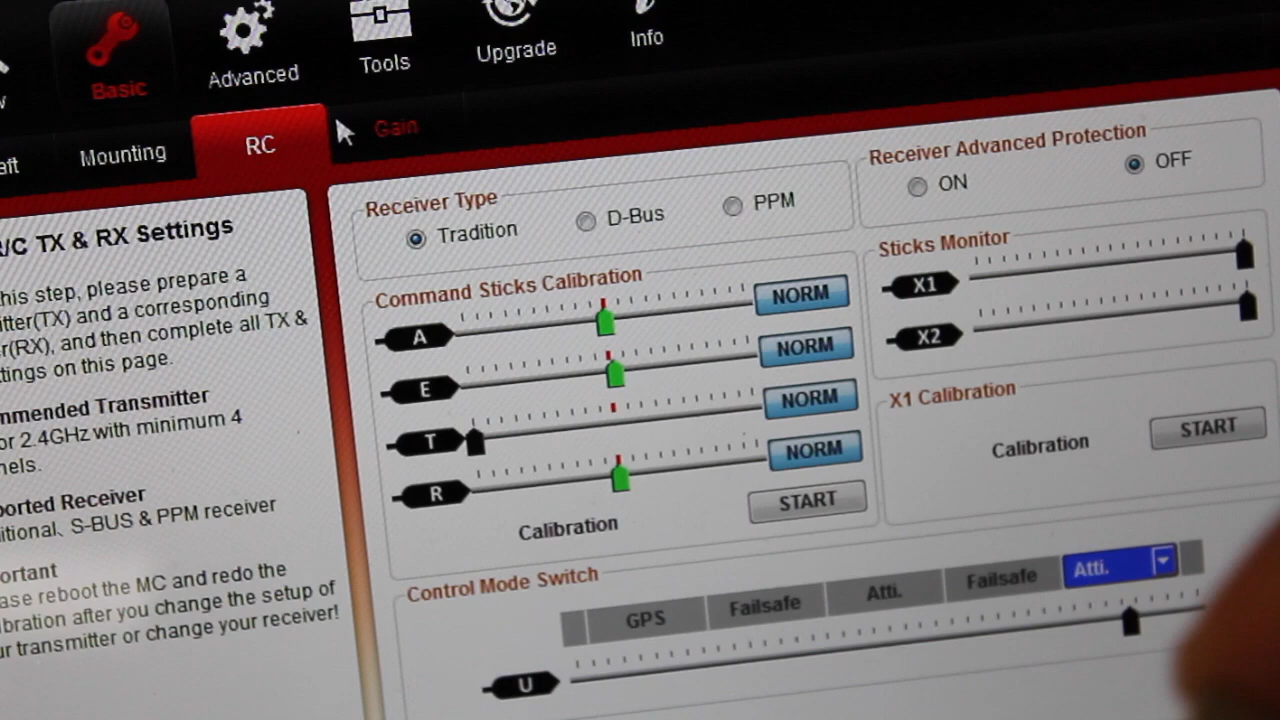 Basic
Advanced
Tools
Upgrade
Info
Mounting
RC
Gain
TX & RX Settings
his step, please prepare a
itter(TX) and a corresponding
r(RX), and then complete all TX &
ttings on this page.
mmended Transmitter
or 2.4GHz with minimum 4
nels.
ported Receiver
itional, S-BUS & PPM receiver
ortant
ase reboot the MC and redo the
bration after you change the setup of
ur transmitter or change your receiver!
Receiver Type
Tradition
D-Bus
PPM
Receiver Advanced Protection
ON
OFF
Command Sticks Calibration
A
NORM
E
NORM
T
NORM
R
NORM
Calibration
START
Sticks Monitor
X1
X2
X1 Calibration
Calibration
START
Control Mode Switch
GPS
Failsafe
Atti.
Failsafe
Atti.
U